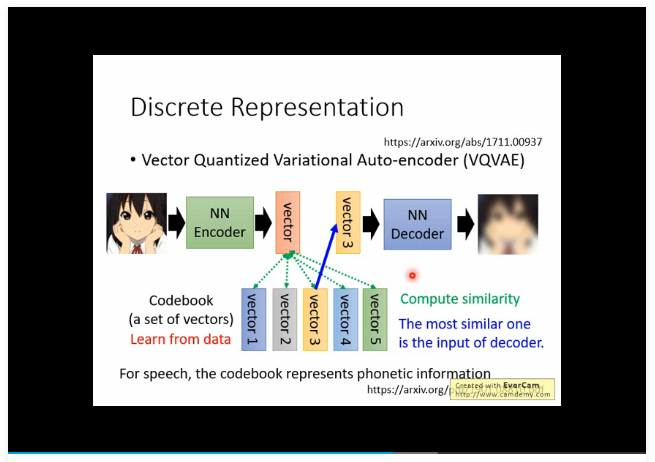 Discrete Representation
https://arxiv.org/abs/1711.00937
• Vector Quantized Variational Auto-encoder (VQVAE)
NN
Encoder
vector
vector 3
NN
Decoder
Codebook
(a set of vectors)
Learn from data
vector 1
vector 2
vector 3
vector 4
vector 5
Compute similarity
The most similar one
is the input of decoder.
For speech, the codebook represents phonetic information
https://arxiv.org/
Created with EverCam
http://www.camdemy.com